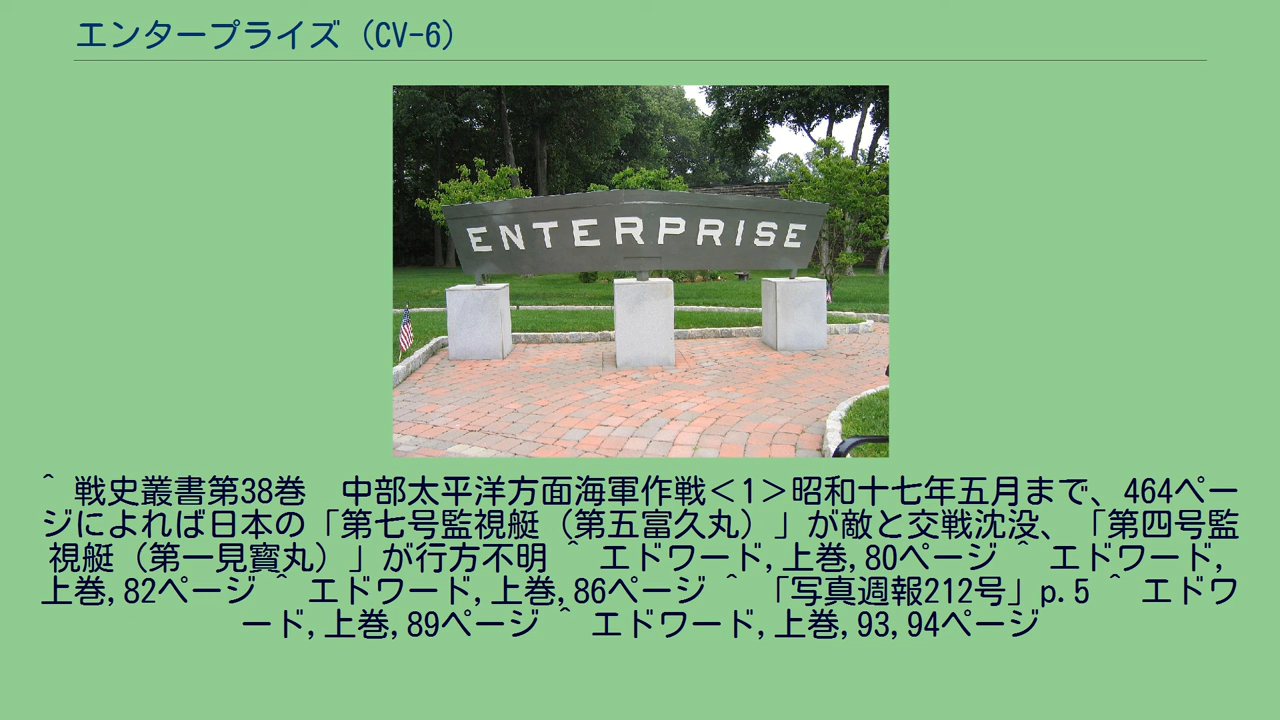 エンタープライズ (CV-6)
ENTERPRISE
^ 戦史叢書第38巻　中部太平洋方面海軍作戦＜1＞昭和十七年五月まで、464ペー
ジによれば日本の「第七号監視艇（第五富久丸）」が敵と交戦沈没、「第四号監
視艇（第一見寳丸）」が行方不明 ^ エドワード,上巻,80ページ ^ エドワード,
上巻,82ページ ^ エドワード,上巻,86ページ ^ 「写真週報212号」p.5 ^ エドワ
ード,上巻,89ページ ^ エドワード,上巻,93,94ページ